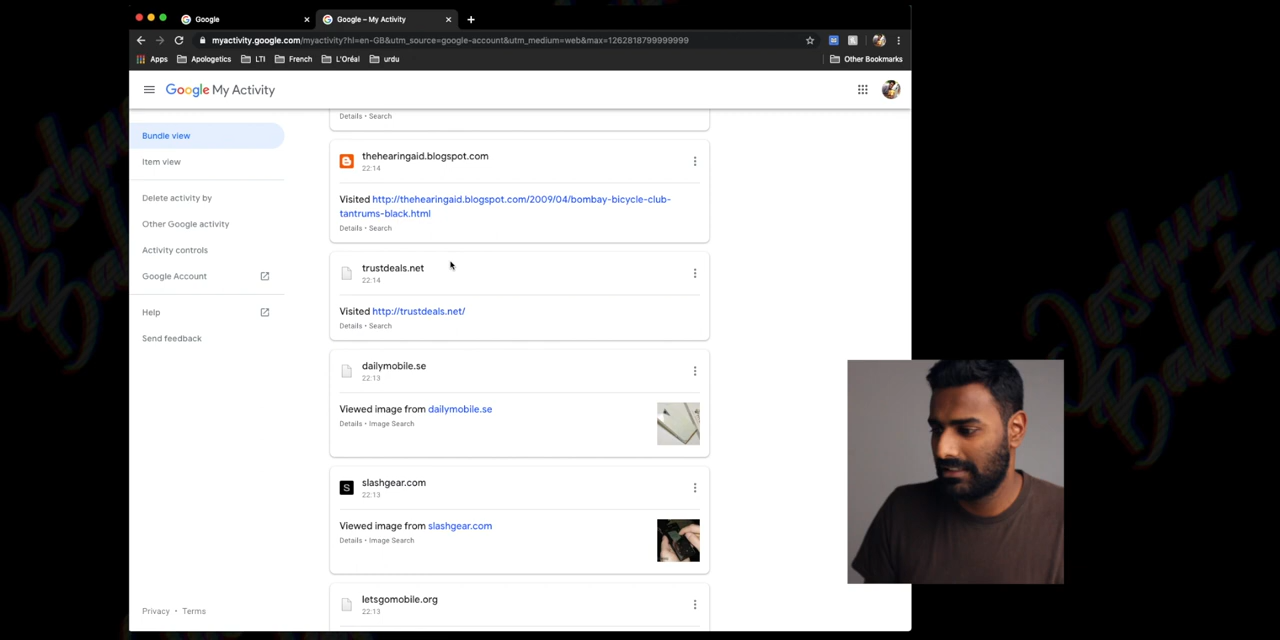 Google
Google – My Activity
myactivity.google.com/myactivity?hl=en-GB&utm_source=google-account&utm_medium=web&max=1262818799999999
Apps
Apologetics
LTI
French
L'Oréal
urdu
Other Bookmarks
Google My Activity
Bundle view
Item view
Delete activity by
Other Google activity
Activity controls
Google Account
Help
Send feedback
Privacy • Terms
Details • Search
thehearingaid.blogspot.com
22:14
Visited http://thehearingaid.blogspot.com/2009/04/bombay-bicycle-club-
tantrums-black.html
Details • Search
trustdeals.net
22:14
Visited http://trustdeals.net/
Details • Search
dailymobile.se
22:13
Viewed image from dailymobile.se
Details • Image Search
S
slashgear.com
22:13
Viewed image from slashgear.com
Details • Image Search
letsgomobile.org
22:13
Joshua